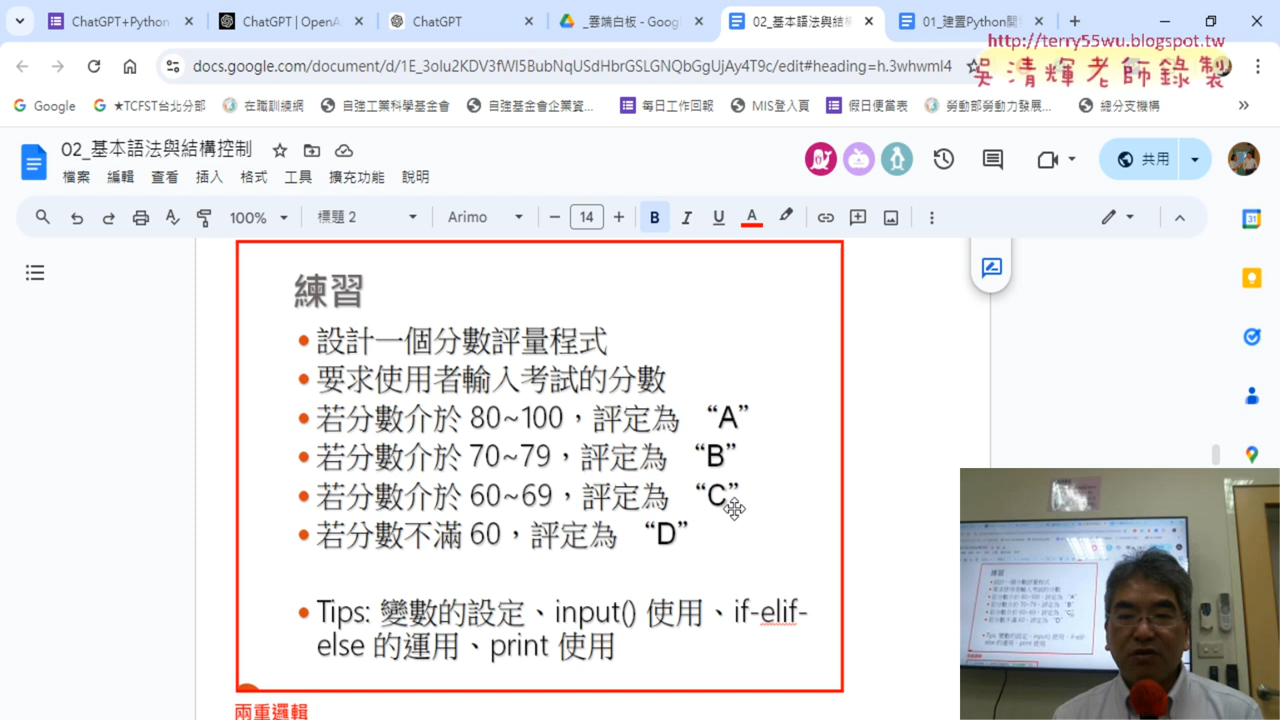 ChatGPT+Python
ChatGPT | OpenA
ChatGPT
_雲端白板 - Goog
02_基本語法與結
01_建置Python開
http://terry55wu.blogspot.tw
吳清輝老師錄製
docs.google.com/document/d/1E_3olu2KDV3fWl5BubNqUSdHbrGSLGNQbGgUjAy4T9c/edit#heading=h.3whwml4
Google
★TCFST台北分部
在職訓練網
自強工業科學基金會
自強基金會企業資...
每日工作回報
MIS登入頁
假日便當表
勞動部勞動力發展...
總分支機構
02_基本語法與結構控制
檔案 編輯 查看 插入 格式 工具 擴充功能 說明
共用
100%
標題 2
Arimo
14
B I U A
31
練習
• 設計一個分數評量程式
• 要求使用者輸入考試的分數
• 若分數介於 80~100，評定為 “A”
• 若分數介於 70~79，評定為 “B”
• 若分數介於 60~69，評定為 “C”
• 若分數不滿 60，評定為 “D”
• Tips: 變數的設定、input() 使用、if-elif-
else 的運用、print 使用
兩重邏輯